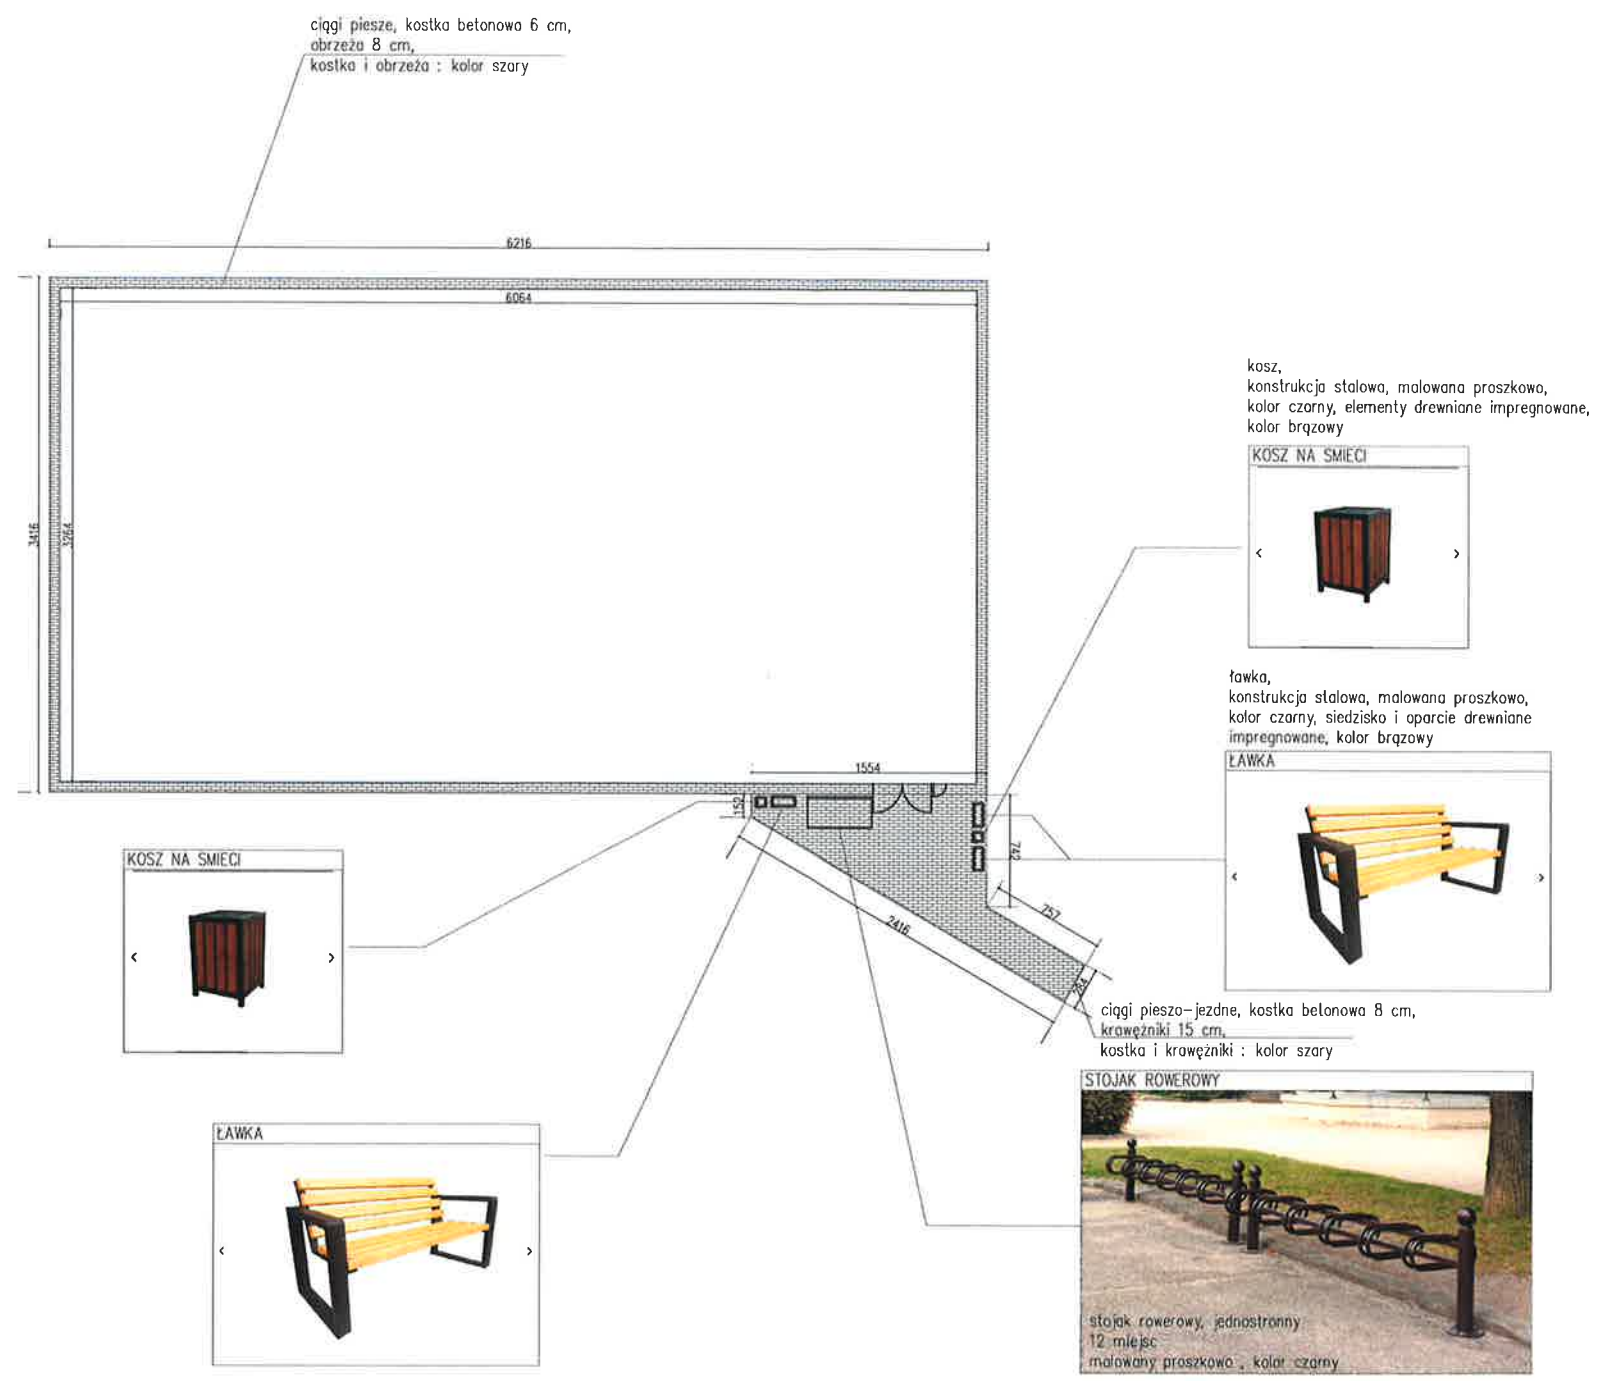 ciągi piesze, kostka betonowa 6 cm,
obrzeża 8 cm,
kostka i obrzeża : kolor szary
6216
6064
3416
3264
kosz,
konstrukcja stalowa, malowana proszkowo,
kolor czarny, elementy drewniane impregnowane,
kolor brązowy
KOSZ NA SMIECI
ławka,
konstrukcja stalowa, malowana proszkowo,
kolor czarny, siedzisko i oparcie drewniane
impregnowane, kolor brązowy
ŁAWKA
1554
152
742
757
2416
284
KOSZ NA SMIECI
ciągi pieszo-jezdne, kostka betonowa 8 cm,
krawężniki 15 cm,
kostka i krawężniki : kolor szary
STOJAK ROWEROWY
ŁAWKA
stojak rowerowy, jednostronny
12 miejsc
malowany proszkowo , kolor czarny